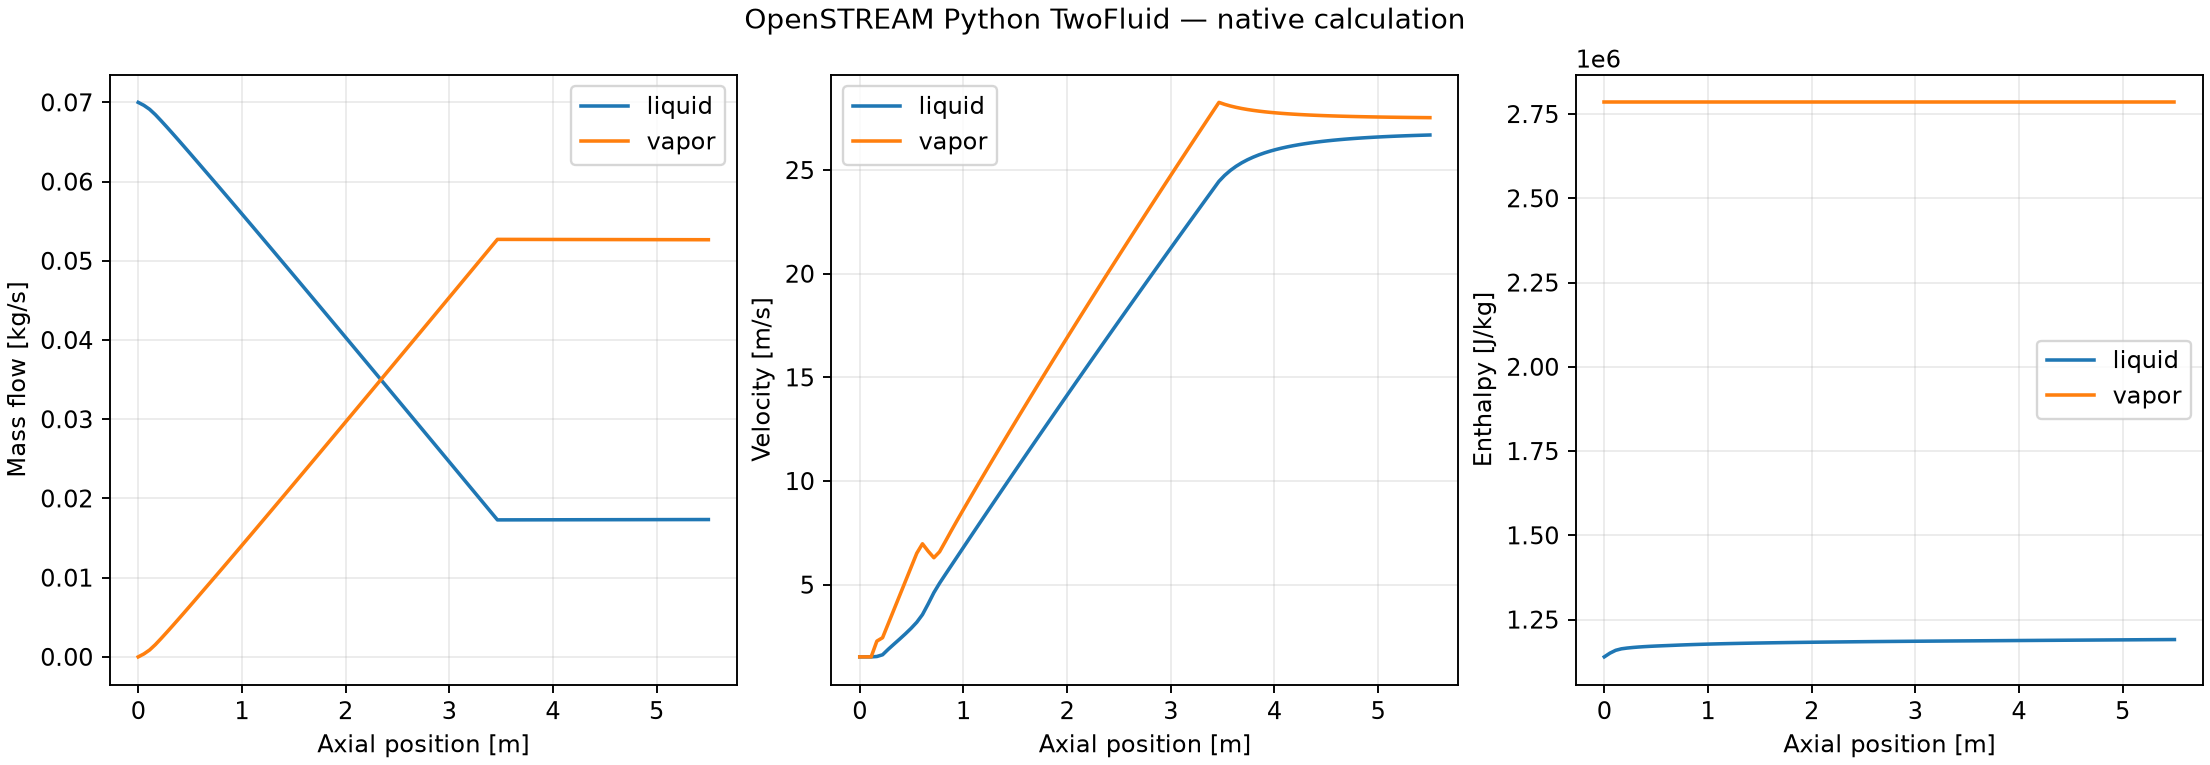 OpenSTREAM Python TwoFluid — native calculation
Mass flow [kg/s]
0.07
0.06
0.05
0.04
0.03
0.02
0.01
0.00
liquid
vapor
0 1 2 3 4 5
Axial position [m]
Velocity [m/s]
25
20
15
10
5
liquid
vapor
0 1 2 3 4 5
Axial position [m]
1e6
Enthalpy [J/kg]
2.75
2.50
2.25
2.00
1.75
1.50
1.25
liquid
vapor
0 1 2 3 4 5
Axial position [m]